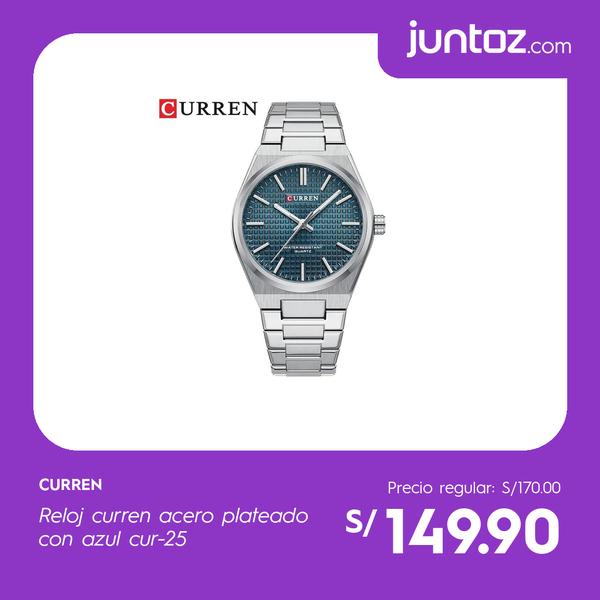 juntoz.com
CURREN
CURREN
WATER RESISTANT
QUARTZ
CURREN
Reloj curren acero plateado
con azul cur-25
Precio regular: S/170.00
S/149.90